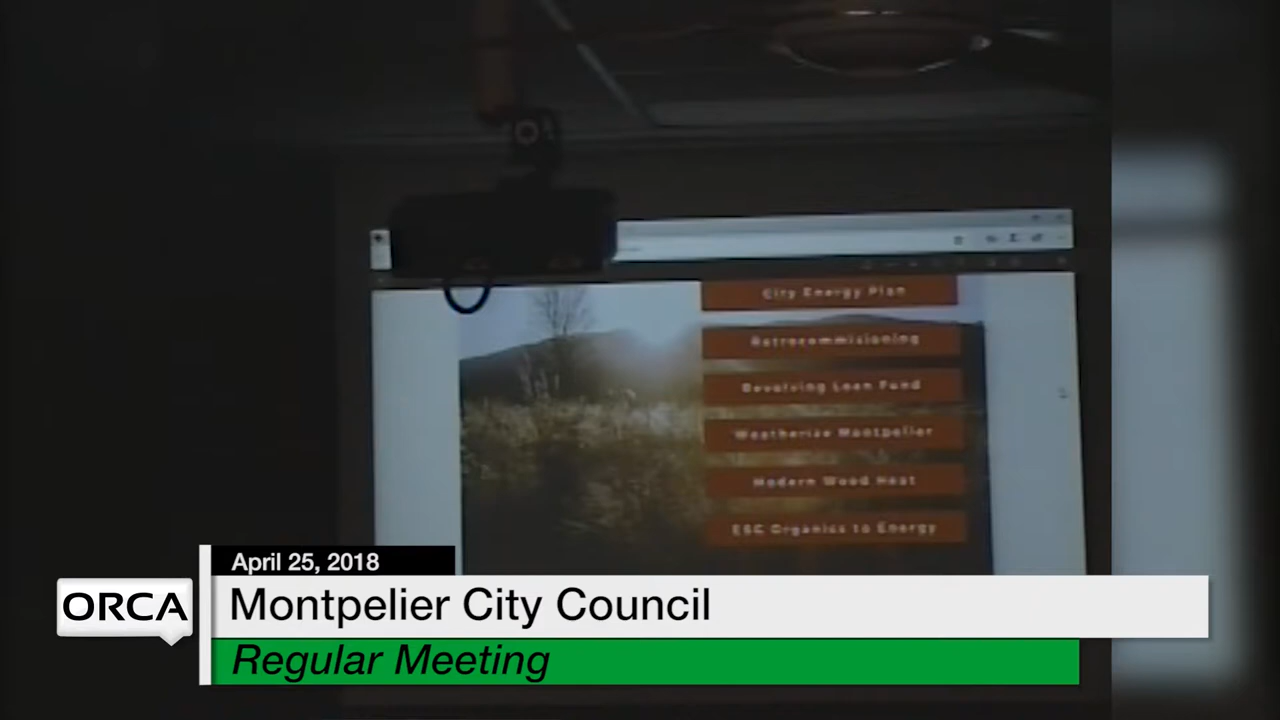 City Energy Plan
Retrocommissioning
Revolving Loan Fund
Weatherize Montpelier
Modern Wood Heat
ESC Organics to Energy
April 25, 2018
ORCA
Montpelier City Council
Regular Meeting